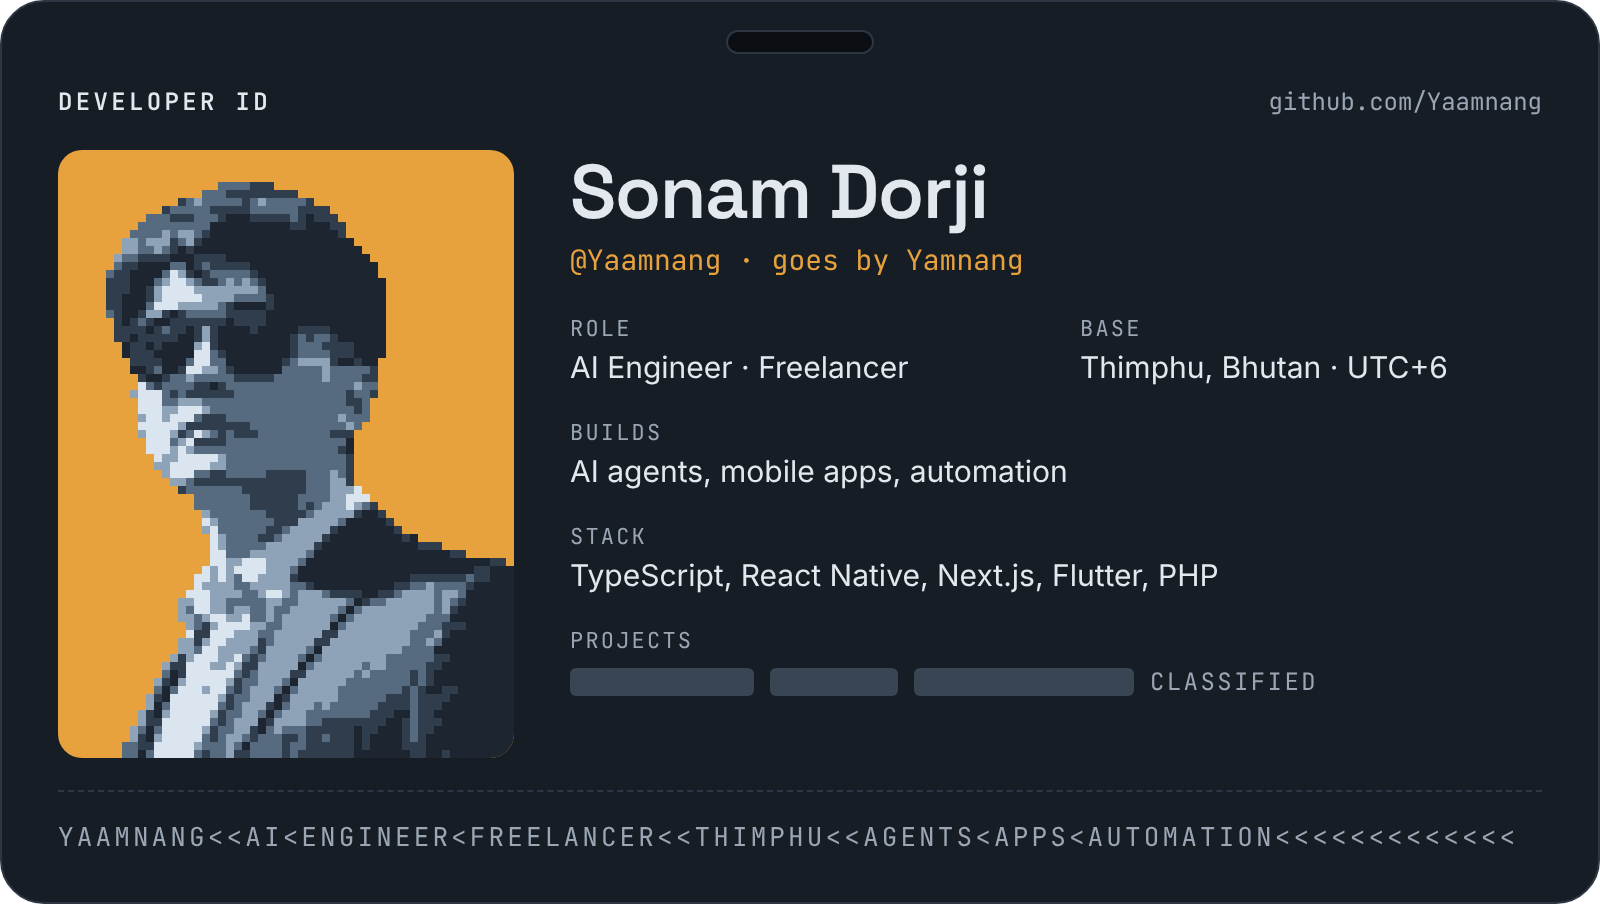 DEVELOPER ID
github.com/Yaamnang
Sonam Dorji
@Yaamnang · goes by Yamnang
ROLE
AI Engineer · Freelancer
BASE
Thimphu, Bhutan · UTC+6
BUILDS
AI agents, mobile apps, automation
STACK
TypeScript, React Native, Next.js, Flutter, PHP
PROJECTS
CLASSIFIED
YAAMNANG<<AI<ENGINEER<FREELANCER<<THIMPHU<<AGENTS<APPS<AUTOMATION<<<<<<<<<<<<<